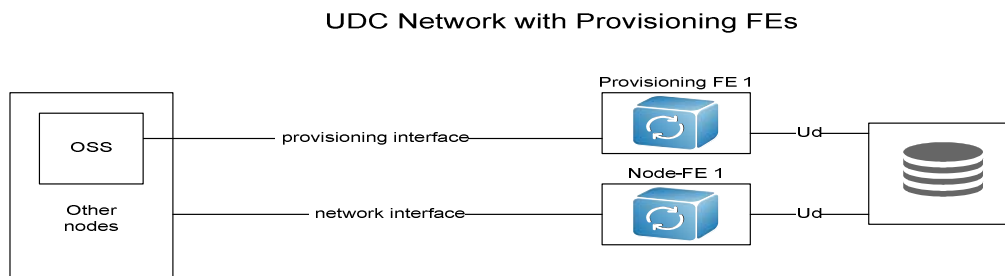 UDC Network with Provisioning FEs
Provisioning FE 1
OSS
provisioning interface
Ud
Node-FE 1
Other
nodes
network interface
Ud